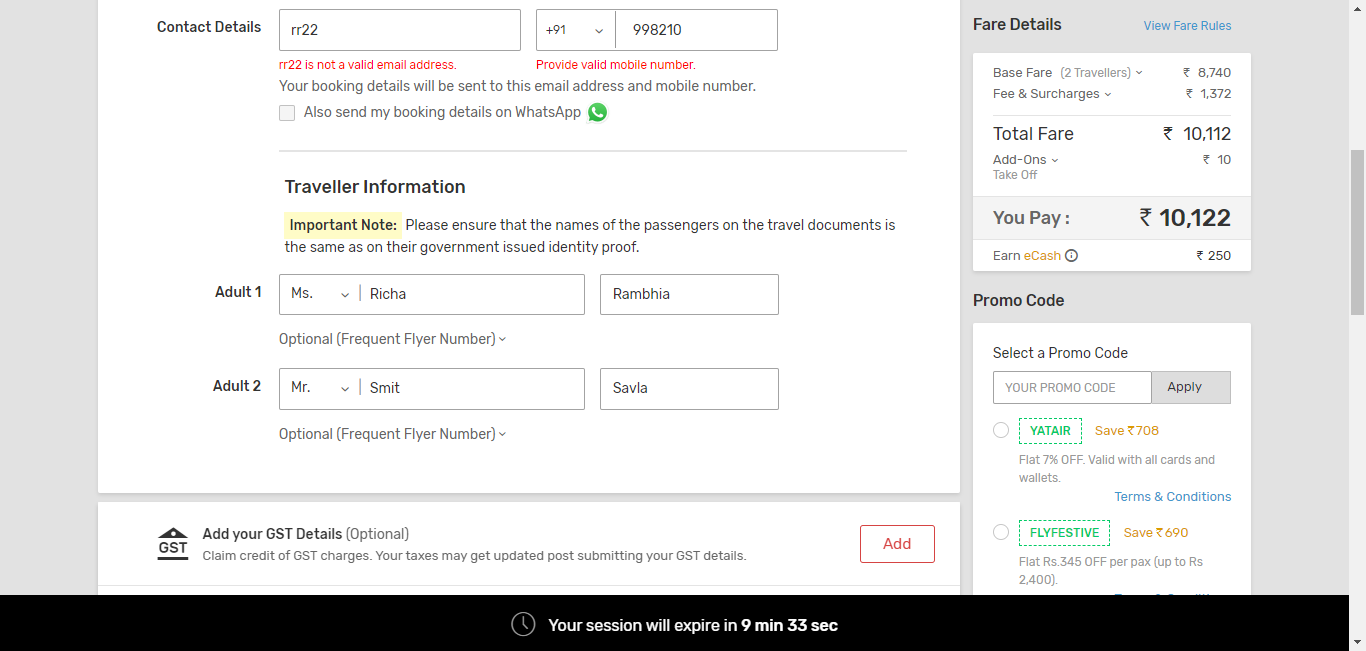 Contact Details
rr22
+91
998210
rr22 is not a valid email address.
Provide valid mobile number.
Your booking details will be sent to this email address and mobile number.
Also send my booking details on WhatsApp
Traveller Information
Important Note: Please ensure that the names of the passengers on the travel documents is
the same as on their government issued identity proof.
Adult 1
Ms.
Richa
Rambhia
Optional (Frequent Flyer Number)
Adult 2
Mr.
Smit
Savla
Optional (Frequent Flyer Number)
GST
Add your GST Details (Optional)
Claim credit of GST charges. Your taxes may get updated post submitting your GST details.
Add
Fare Details
View Fare Rules
Base Fare (2 Travellers) ₹ 8,740
Fee & Surcharges ₹ 1,372
Total Fare ₹ 10,112
Add-Ons ₹ 10
Take Off
You Pay : ₹ 10,122
Earn eCash ₹ 250
Promo Code
Select a Promo Code
YOUR PROMO CODE
Apply
YATAIR Save ₹708
Flat 7% OFF. Valid with all cards and
wallets.
Terms & Conditions
FLYFESTIVE Save ₹690
Flat Rs.345 OFF per pax (up to Rs
2,400).
Your session will expire in 9 min 33 sec